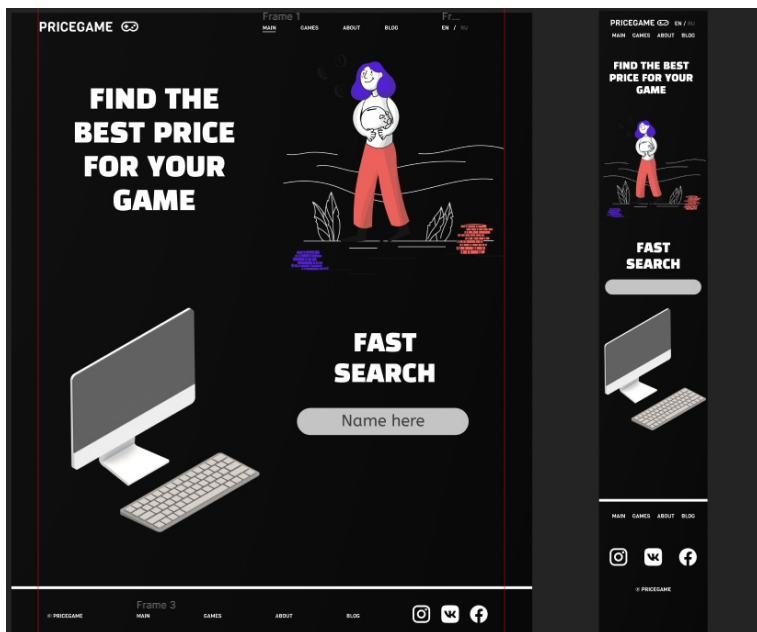 Frame 1
Fr...
PRICEGAME
MAIN GAMES ABOUT BLOG
EN / RU
FIND THE
BEST PRICE
FOR YOUR
GAME
FAST
SEARCH
Name here
Frame 3
© PRICEGAME
MAIN GAMES ABOUT BLOG
PRICEGAME EN / RU
MAIN GAMES ABOUT BLOG
FIND THE BEST
PRICE FOR YOUR
GAME
FAST
SEARCH
MAIN GAMES ABOUT BLOG
© PRICEGAME